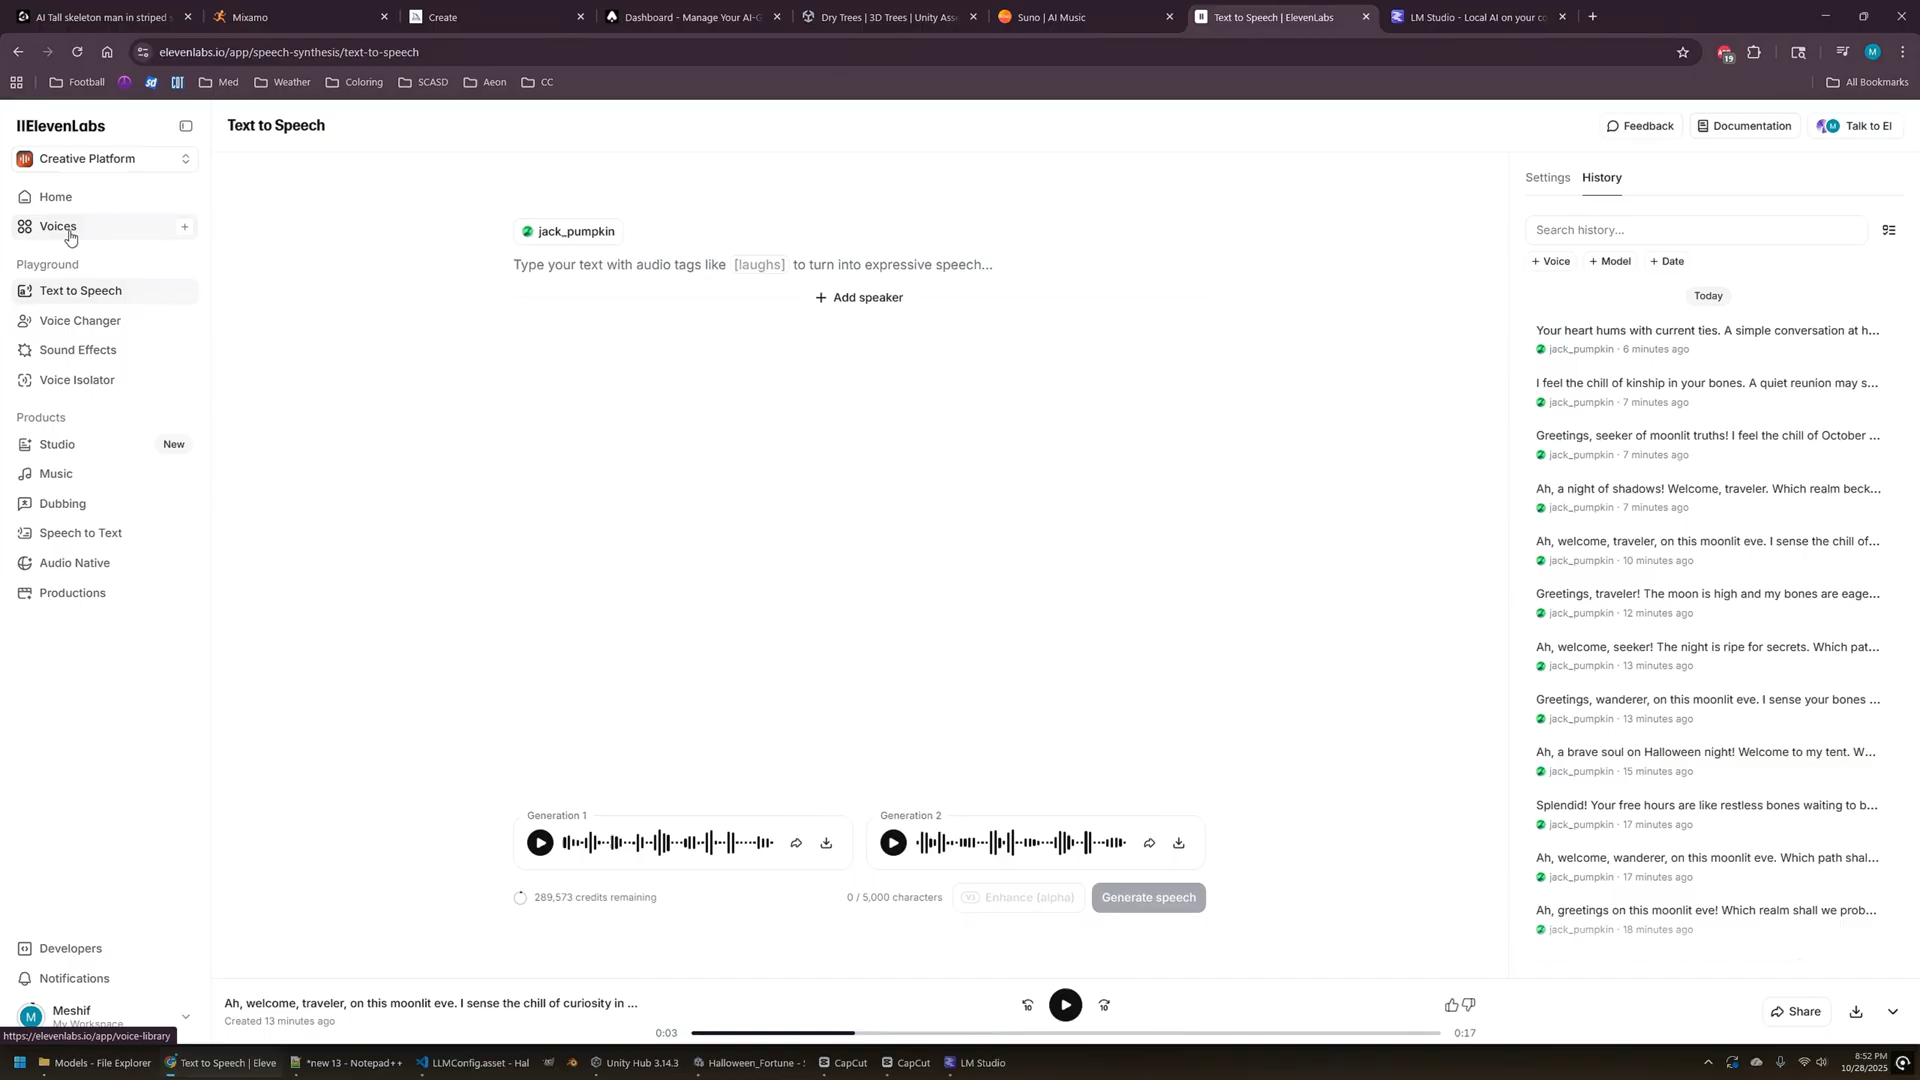 AI Tall skeleton man in striped s
Mixamo
Create
Dashboard - Manage Your AI-G
Dry Trees | 3D Trees | Unity Ass
Suno | AI Music
Text to Speech | ElevenLabs
LM Studio - Local AI on your co
elevenlabs.io/app/speech-synthesis/text-to-speech
19
M
Football
sd
CDT
Med
Weather
Coloring
SCASD
Aeon
CC
All Bookmarks
IIElevenLabs
Text to Speech
Feedback
Documentation
M
Talk to El
Creative Platform
Home
Voices
Playground
Text to Speech
Voice Changer
Sound Effects
Voice Isolator
Products
Studio
New
Music
Dubbing
Speech to Text
Audio Native
Productions
Developers
Notifications
M
Meshif
My Workspace
https://elevenlabs.io/app/voice-library
jack_pumpkin
Type your text with audio tags like [laughs] to turn into expressive speech...
+ Add speaker
Generation 1
Generation 2
289,573 credits remaining
0 / 5,000 characters
V3 Enhance (alpha)
Generate speech
Settings
History
Search history...
+ Voice
+ Model
+ Date
Today
Your heart hums with current ties. A simple conversation at h...
jack_pumpkin · 6 minutes ago
I feel the chill of kinship in your bones. A quiet reunion may s...
jack_pumpkin · 7 minutes ago
Greetings, seeker of moonlit truths! I feel the chill of October ...
jack_pumpkin · 7 minutes ago
Ah, a night of shadows! Welcome, traveler. Which realm beck...
jack_pumpkin · 7 minutes ago
Ah, welcome, traveler, on this moonlit eve. I sense the chill of...
jack_pumpkin · 10 minutes ago
Greetings, traveler! The moon is high and my bones are eage...
jack_pumpkin · 12 minutes ago
Ah, welcome, seeker! The night is ripe for secrets. Which pat...
jack_pumpkin · 13 minutes ago
Greetings, wanderer, on this moonlit eve. I sense your bones ...
jack_pumpkin · 13 minutes ago
Ah, a brave soul on Halloween night! Welcome to my tent. W...
jack_pumpkin · 15 minutes ago
Splendid! Your free hours are like restless bones waiting to b...
jack_pumpkin · 17 minutes ago
Ah, welcome, wanderer, on this moonlit eve. Which path shal...
jack_pumpkin · 17 minutes ago
Ah, greetings on this moonlit eve! Which realm shall we prob...
jack_pumpkin · 18 minutes ago
Ah, welcome, traveler, on this moonlit eve. I sense the chill of curiosity in ...
Created 13 minutes ago
10
10
0:03
0:17
Share
Models - File Explorer
Text to Speech | Eleve
*new 13 - Notepad++
LLMConfig.asset - Hal
Unity Hub 3.14.3
Halloween_Fortune - S
CapCut
CapCut
LM Studio
8:52 PM
10/28/2025